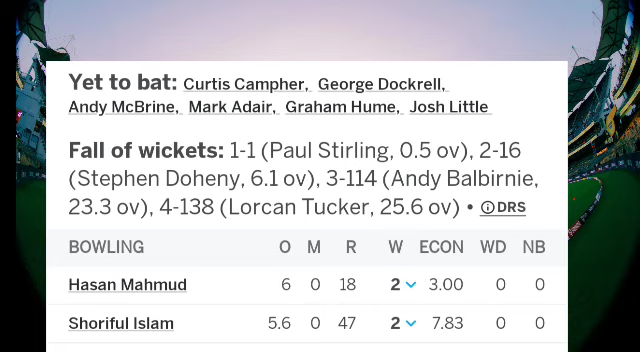 Yet to bat: Curtis Campher, George Dockrell,
Andy McBrine, Mark Adair, Graham Hume, Josh Little
Fall of wickets: 1-1 (Paul Stirling, 0.5 ov), 2-16
(Stephen Doheny, 6.1 ov), 3-114 (Andy Balbirnie,
23.3 ov), 4-138 (Lorcan Tucker, 25.6 ov) • ⓘ DRS
BOWLING O M R W ECON WD NB
Hasan Mahmud 6 0 18 2 3.00 0 0
Shoriful Islam 5.6 0 47 2 7.83 0 0